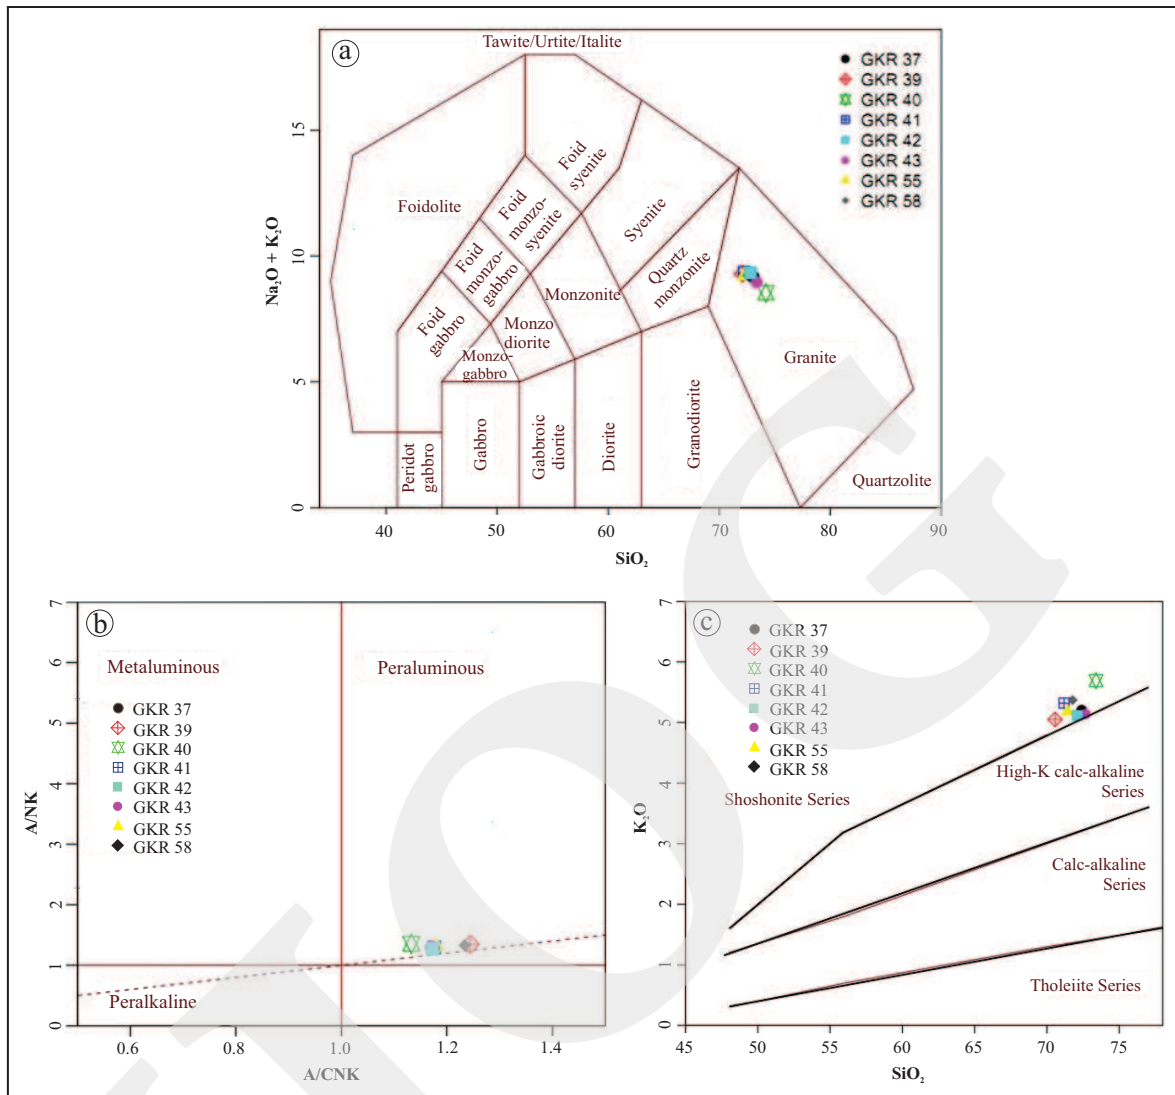 a
Tawite/Urtite/Italite
GKR 37
GKR 39
GKR 40
GKR 41
GKR 42
GKR 43
GKR 55
GKR 58
Foidolite
Foid
syenite
Foid
monzo-
syenite
Foid
monzo-
gabbro
Foid
gabbro
Syenite
Quartz
monzonite
Monzonite
Monzo
diorite
Monzo-
gabbro
Granite
Peridot
gabbro
Gabbro
Gabbroic
diorite
Diorite
Granodiorite
Quartzolite
0
5
10
15
Na₂O + K₂O
40
50
60
70
80
90
SiO₂
b
Metaluminous
Peraluminous
GKR 37
GKR 39
GKR 40
GKR 41
GKR 42
GKR 43
GKR 55
GKR 58
Peralkaline
0
1
2
3
4
5
6
7
A/NK
0.6
0.8
1.0
1.2
1.4
A/CNK
c
GKR 37
GKR 39
GKR 40
GKR 41
GKR 42
GKR 43
GKR 55
GKR 58
Shoshonite Series
High-K calc-alkaline
Series
Calc-alkaline
Series
Tholeiite Series
0
1
2
3
4
5
6
7
K₂O
45
50
55
60
65
70
75
SiO₂